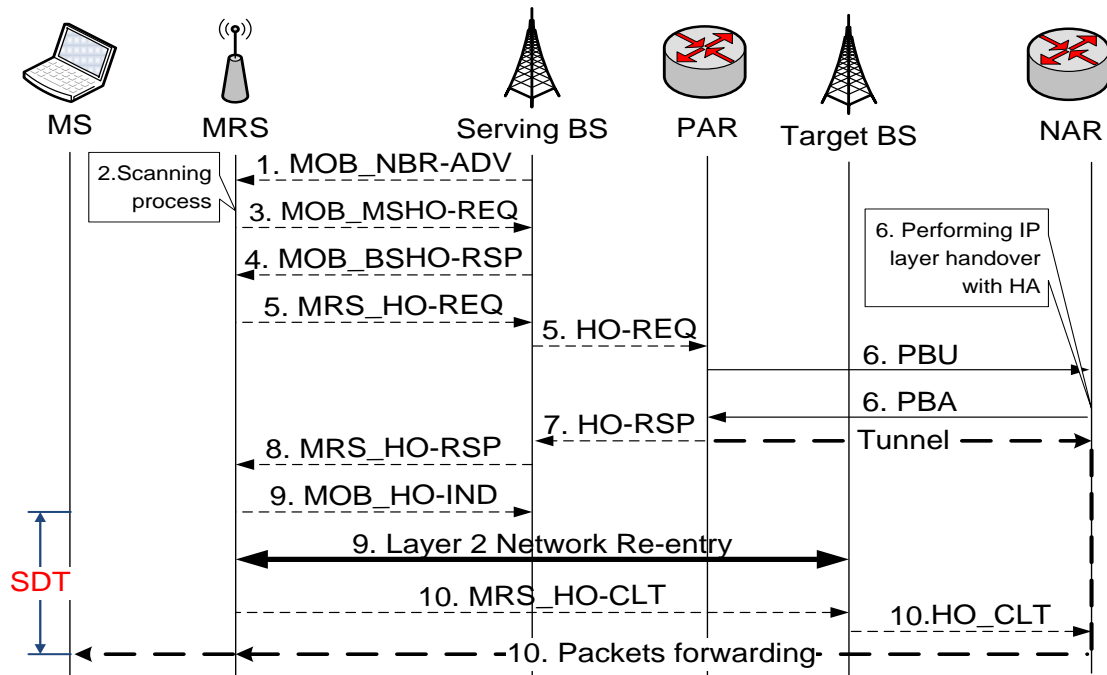 MS
MRS
Serving BS
PAR
Target BS
NAR
1. MOB_NBR-ADV
2.Scanning
process
3. MOB_MSHO-REQ
6. Performing IP
layer handover
with HA
4. MOB_BSHO-RSP
5. MRS_HO-REQ
5. HO-REQ
6. PBU
6. PBA
7. HO-RSP
Tunnel
8. MRS_HO-RSP
9. MOB_HO-IND
9. Layer 2 Network Re-entry
SDT
10. MRS_HO-CLT
10.HO_CLT
10. Packets forwarding